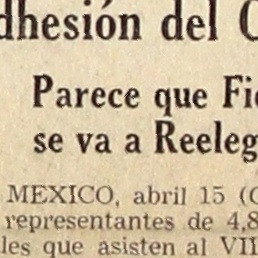 dhesión del C
Parece que Fi
se va a Reeleg
MEXICO, abril 15 (
representantes de 4,8
les que asisten al VII